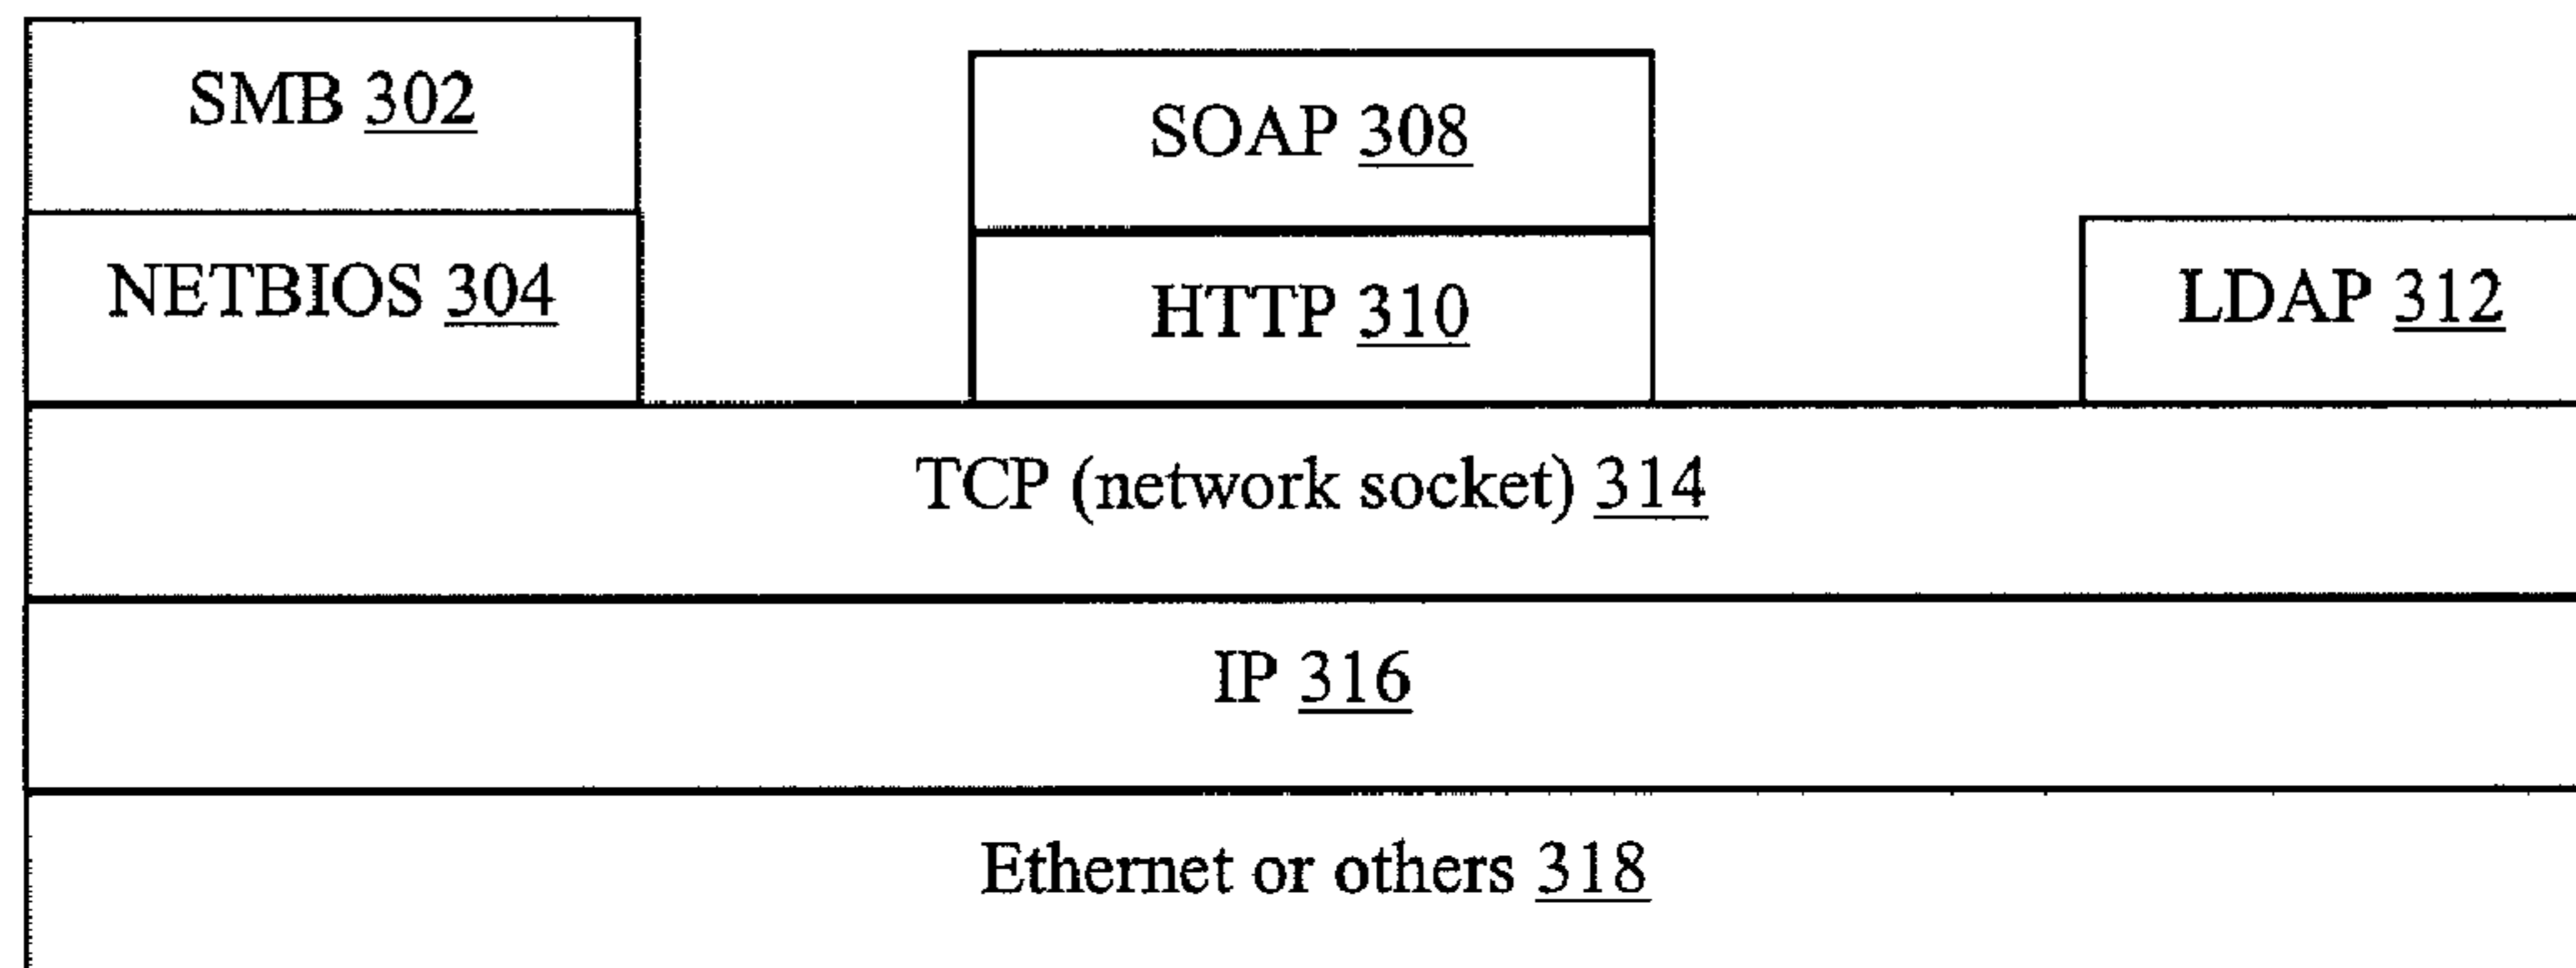 SMB 302
SOAP 308
NETBIOS 304
HTTP 310
LDAP 312
TCP (network socket) 314
IP 316
Ethernet or others 318